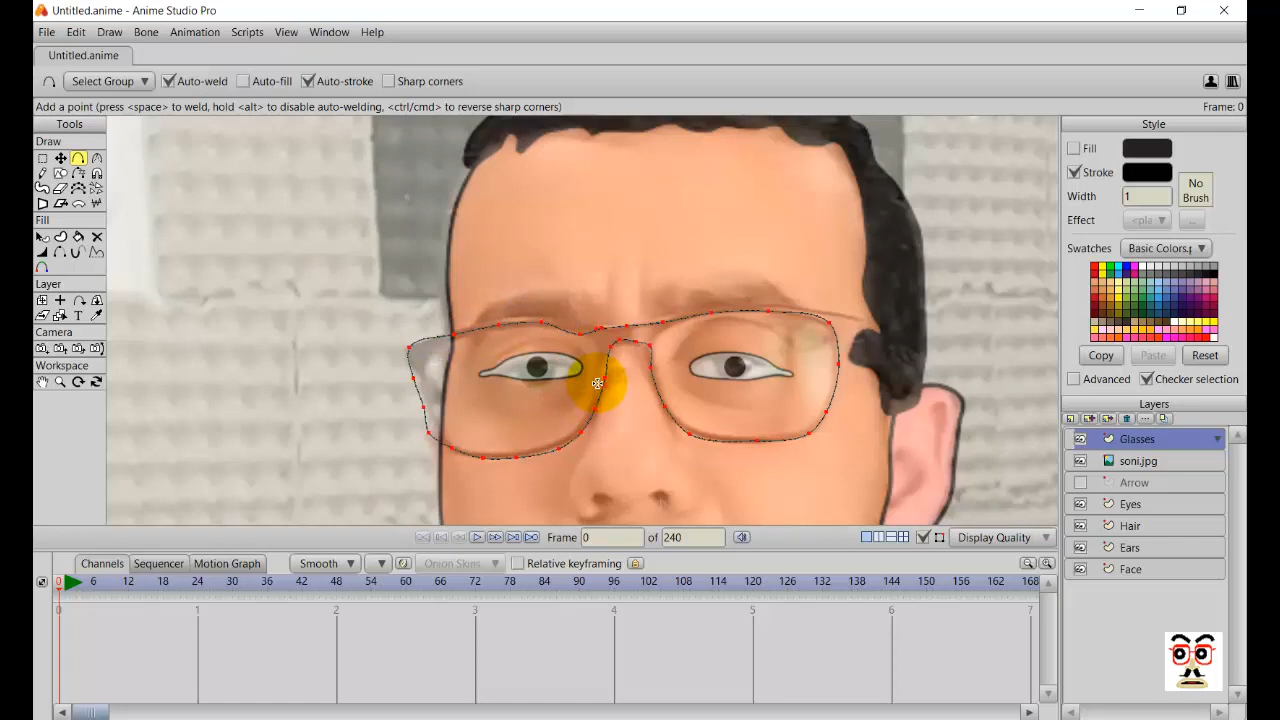 Untitled.anime - Anime Studio Pro
File Edit Draw Bone Animation Scripts View Window Help
Untitled.anime
Select Group Auto-weld Auto-fill Auto-stroke Sharp corners
Add a point (press <space> to weld, hold <alt> to disable auto-welding, <ctrl/cmd> to reverse sharp corners) Frame: 0
Tools
Draw
Fill
Layer
Camera
Workspace
Style
Fill
Stroke
Width 1
No
Brush
Effect <pla ...
Swatches Basic Colors.
Copy Paste Reset
Advanced Checker selection
Layers
Glasses
soni.jpg
Arrow
Eyes
Hair
Ears
Face
Frame 0 of 240 Display Quality
Channels Sequencer Motion Graph Smooth Onion Skins Relative keyframing
0 6 12 18 24 30 36 42 48 54 60 66 72 78 84 90 96 102 108 114 120 126 132 138 144 150 156 162 168
0 1 2 3 4 5 6 7